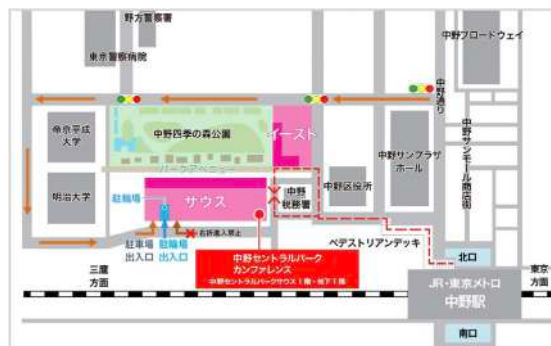 野方警察署
東京警察病院
中野ブロードウェイ
中野通り
帝京平成
大学
中野四季の森公園
イースト
中野サンプラザ
ホール
中野サンモール商店街
パークアベニュー
明治大学
駐輪場
サウス
中野
税務署
中野区役所
駐車場
出入口
駐輪場
出入口
右折進入禁止
ペデストリアンデッキ
中野セントラルパーク
カンファレンス
中野セントラルパークサウス1階・地下1階
三鷹
方面
北口
JR・東京メトロ
中野駅
東京
方面
南口